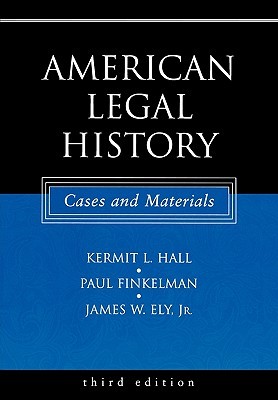 AMERICAN
LEGAL
HISTORY
Cases and Materials
KERMIT L. HALL
•
PAUL FINKELMAN
•
JAMES W. ELY, JR.
third edition